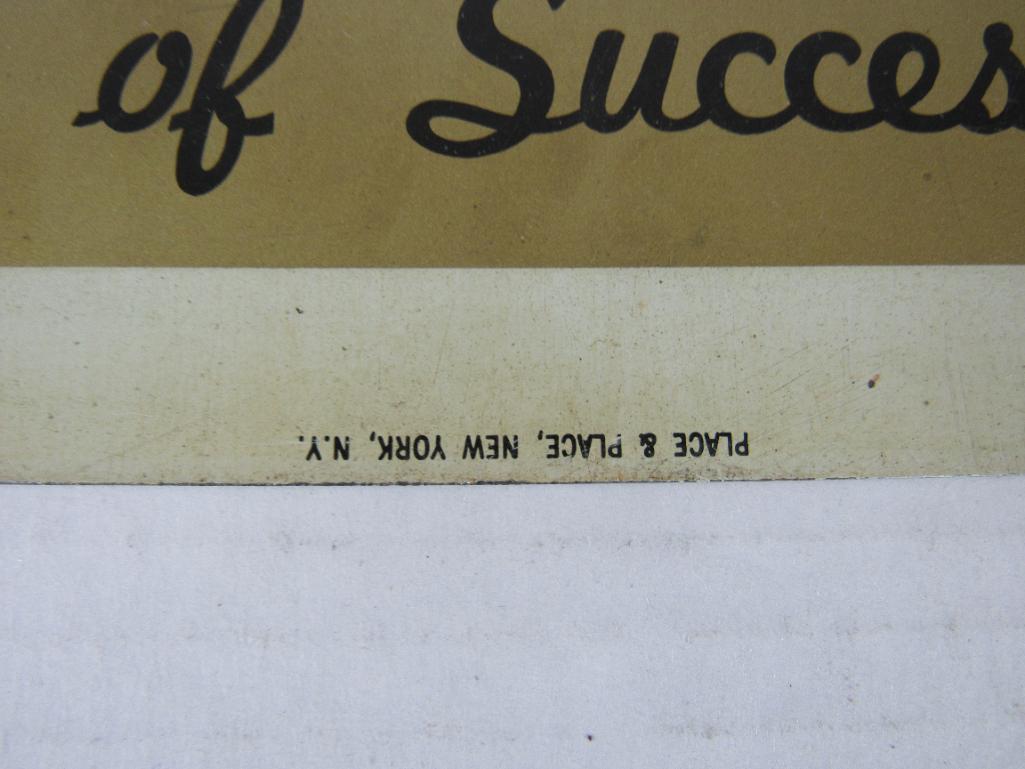 of Succes
PLACE & PLACE, NEW YORK, N.Y.